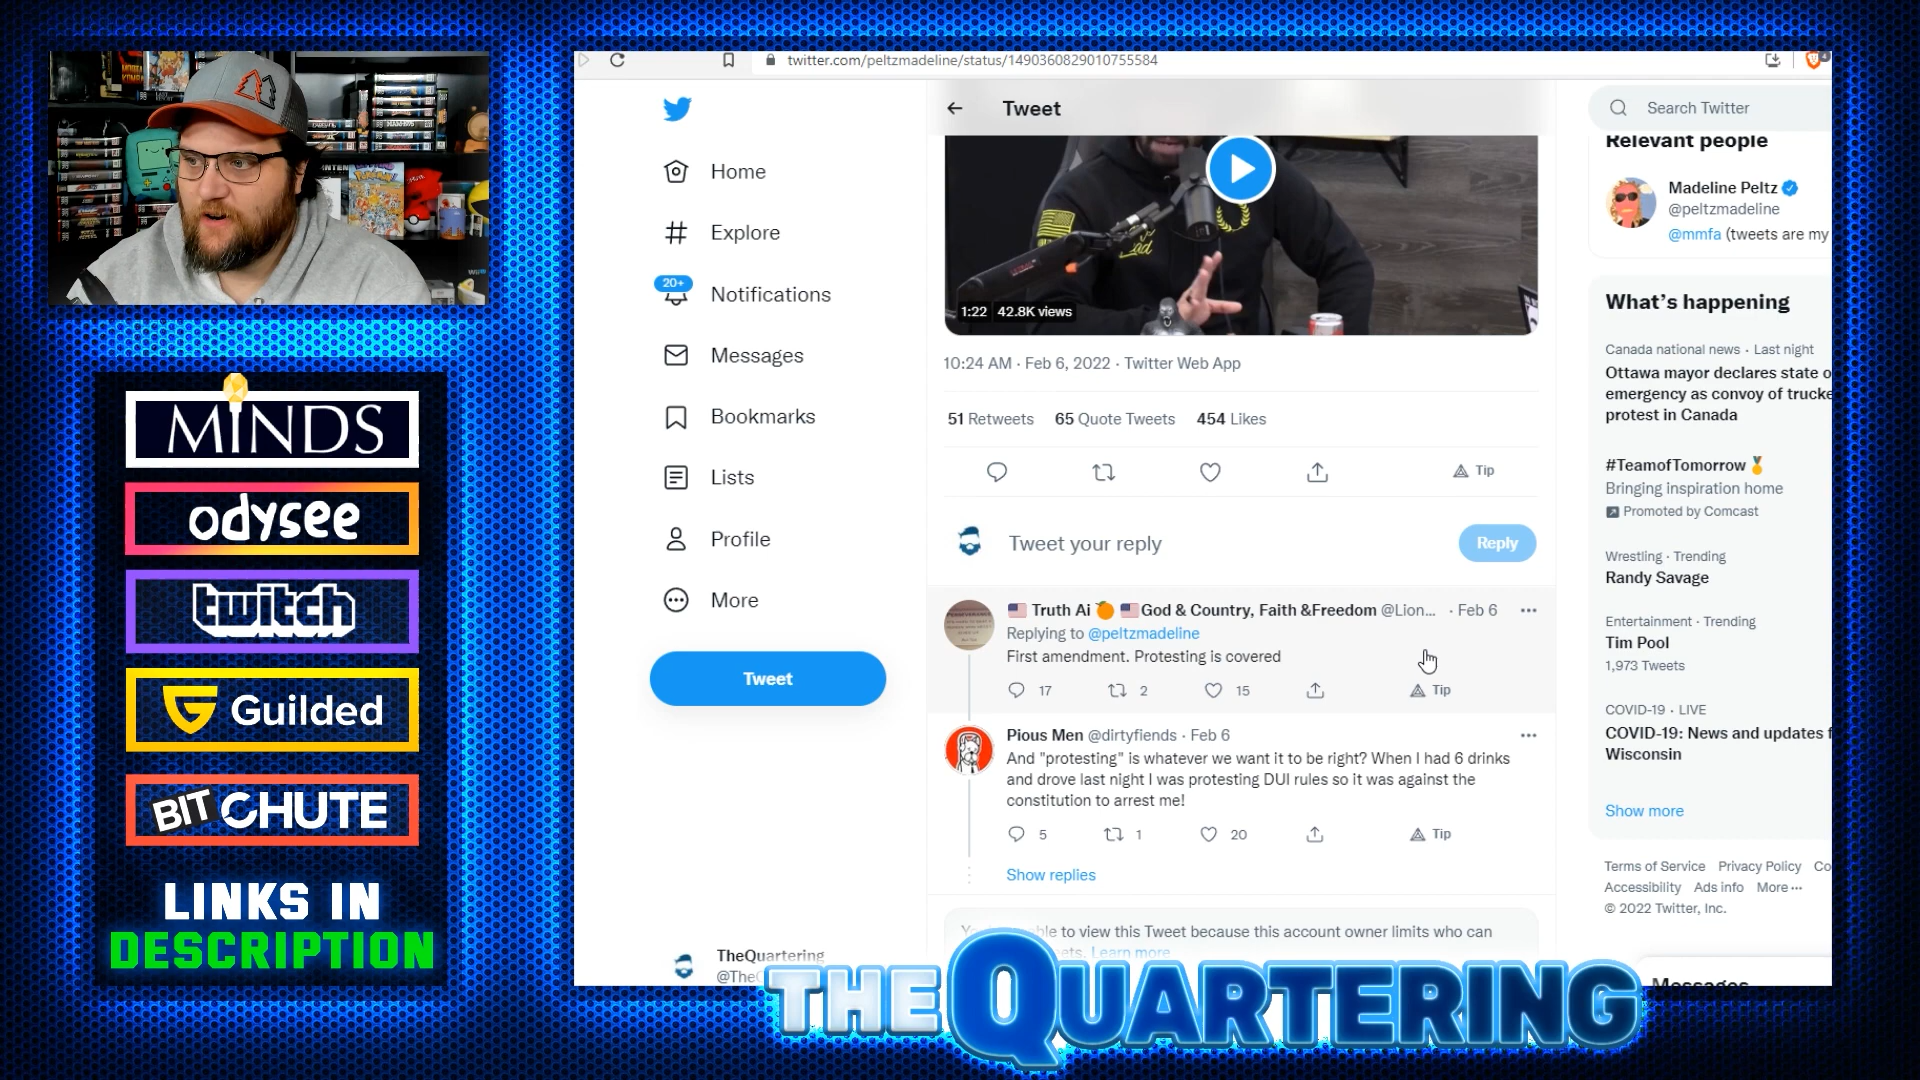 MINDS
odysee
twitch
Guilded
BITCHUTE
LINKS IN
DESCRIPTION
twitter.com/peltzmadeline/status/1490360829010755584
Home
Explore
20+
Notifications
Messages
Bookmarks
Lists
Profile
More
Tweet
TheQuartering
Tweet
1:22 42.8K views
10:24 AM · Feb 6, 2022 · Twitter Web App
51 Retweets 65 Quote Tweets 454 Likes
Tip
Tweet your reply
Reply
Truth Ai 🍊 🇺🇸God & Country, Faith &Freedom @Lion... · Feb 6
Replying to @peltzmadeline
First amendment. Protesting is covered
17 2 15 Tip
Pious Men @dirtyfiends · Feb 6
And "protesting" is whatever we want it to be right? When I had 6 drinks
and drove last night I was protesting DUI rules so it was against the
constitution to arrest me!
5 1 20 Tip
Show replies
to view this Tweet because this account owner limits who can
Learn more
Search Twitter
Relevant people
Madeline Peltz
@peltzmadeline
@mmfa (tweets are my
What's happening
Canada national news · Last night
Ottawa mayor declares state o
emergency as convoy of trucke
protest in Canada
#TeamofTomorrow🏅
Bringing inspiration home
Promoted by Comcast
Wrestling · Trending
Randy Savage
Entertainment · Trending
Tim Pool
1,973 Tweets
COVID-19 · LIVE
COVID-19: News and updates f
Wisconsin
Show more
Terms of Service Privacy Policy Co
Accessibility Ads info More ···
© 2022 Twitter, Inc.
Messages
THE QUARTERING